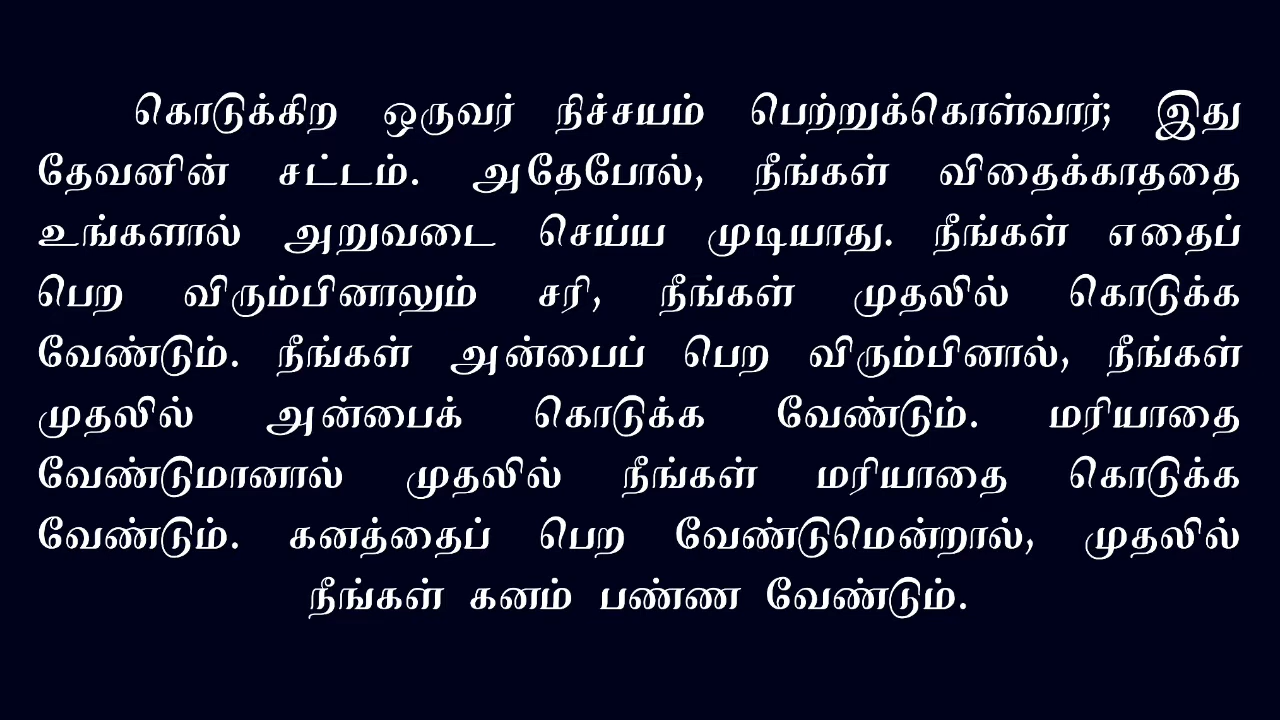 கொடுக்கிற ஒருவர் நிச்சயம் பெற்றுக்கொள்வார்; இது
தேவனின் சட்டம். அதேபோல், நீங்கள் விதைக்காததை
உங்களால் அறுவடை செய்ய முடியாது. நீங்கள் எதைப்
பெற விரும்பினாலும் சரி, நீங்கள் முதலில் கொடுக்க
வேண்டும். நீங்கள் அன்பைப் பெற விரும்பினால், நீங்கள்
முதலில் அன்பைக் கொடுக்க வேண்டும். மரியாதை
வேண்டுமானால் முதலில் நீங்கள் மரியாதை கொடுக்க
வேண்டும். கனத்தைப் பெற வேண்டுமென்றால், முதலில்
நீங்கள் கனம் பண்ண வேண்டும்.